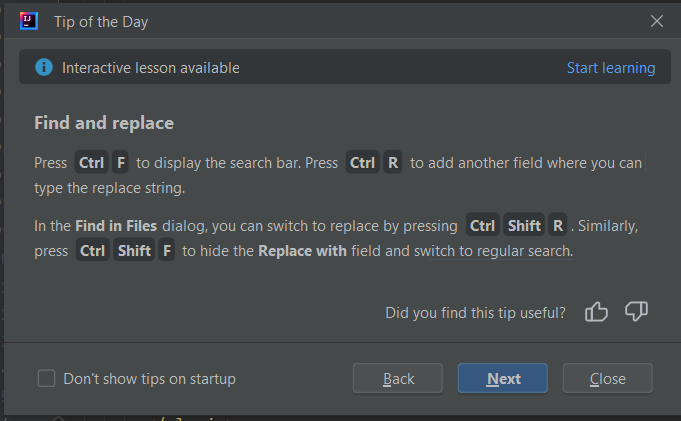 Tip of the Day
Interactive lesson available Start learning
Find and replace
Press Ctrl F to display the search bar. Press Ctrl R to add another field where you can
type the replace string.
In the Find in Files dialog, you can switch to replace by pressing Ctrl Shift R . Similarly,
press Ctrl Shift F to hide the Replace with field and switch to regular search.
Did you find this tip useful?
Don't show tips on startup Back Next Close